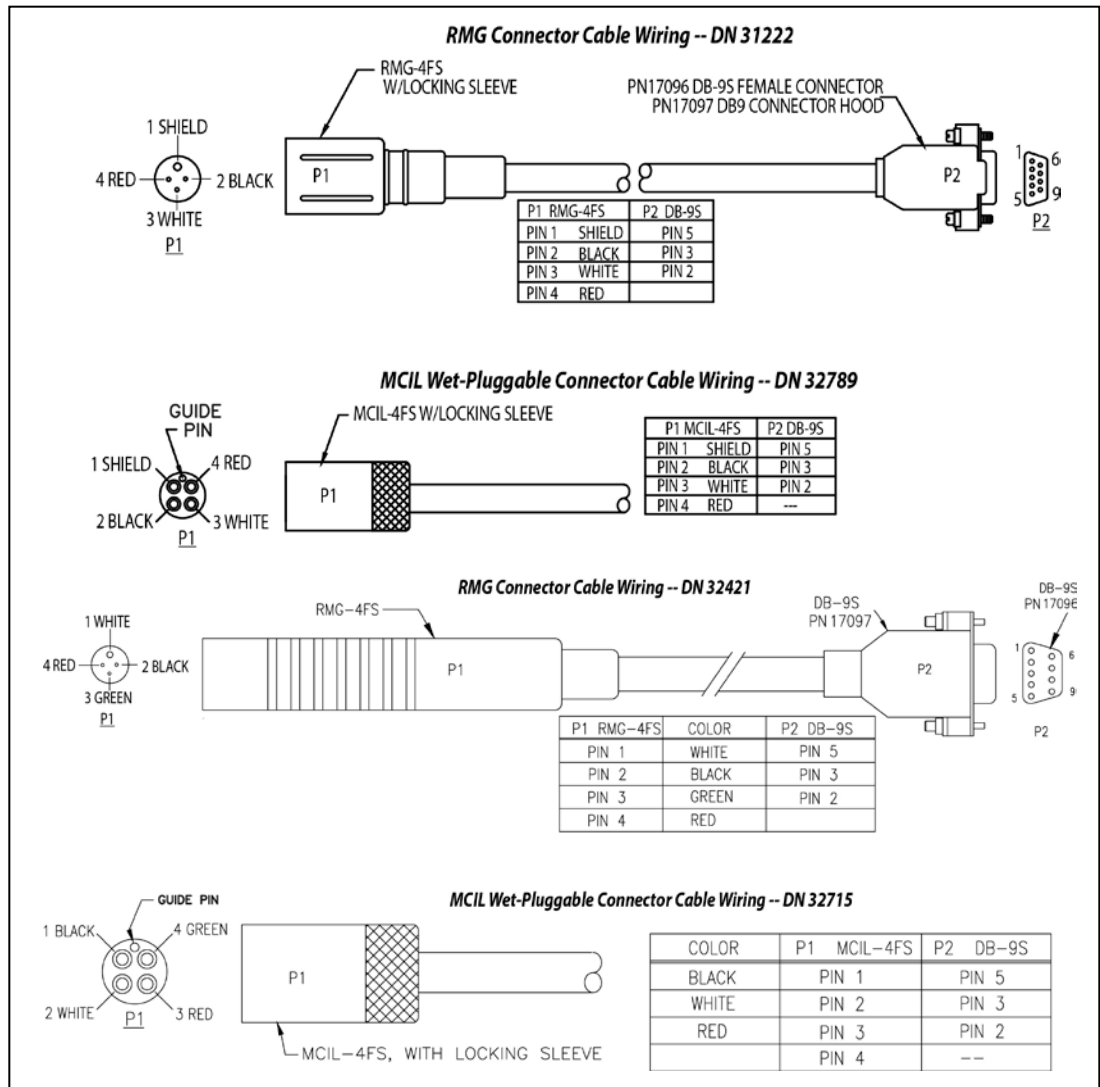 RMG Connector Cable Wiring -- DN 31222
RMG-4FS
W/LOCKING SLEEVE
PN17096 DB-9S FEMALE CONNECTOR
PN17097 DB9 CONNECTOR HOOD
1 SHIELD
4 RED
2 BLACK
3 WHITE
P1
P1
P2
1
6
5
9
P2
P1 RMG-4FS P2 DB-9S
PIN 1 SHIELD PIN 5
PIN 2 BLACK PIN 3
PIN 3 WHITE PIN 2
PIN 4 RED
MCIL Wet-Pluggable Connector Cable Wiring -- DN 32789
GUIDE
PIN
MCIL-4FS W/LOCKING SLEEVE
1 SHIELD
4 RED
2 BLACK
3 WHITE
P1
P1
P1 MCIL-4FS P2 DB-9S
PIN 1 SHIELD PIN 5
PIN 2 BLACK PIN 3
PIN 3 WHITE PIN 2
PIN 4 RED ---
RMG Connector Cable Wiring -- DN 32421
RMG-4FS
DB-9S
PN 17097
DB-9S
PN 17096
1 WHITE
4 RED
2 BLACK
3 GREEN
P1
P1
P2
1
6
5
9
P2
P1 RMG-4FS COLOR P2 DB-9S
PIN 1 WHITE PIN 5
PIN 2 BLACK PIN 3
PIN 3 GREEN PIN 2
PIN 4 RED
MCIL Wet-Pluggable Connector Cable Wiring -- DN 32715
GUIDE PIN
1 BLACK
4 GREEN
2 WHITE
3 RED
P1
P1
MCIL-4FS, WITH LOCKING SLEEVE
COLOR P1 MCIL-4FS P2 DB-9S
BLACK PIN 1 PIN 5
WHITE PIN 2 PIN 3
RED PIN 3 PIN 2
PIN 4 --